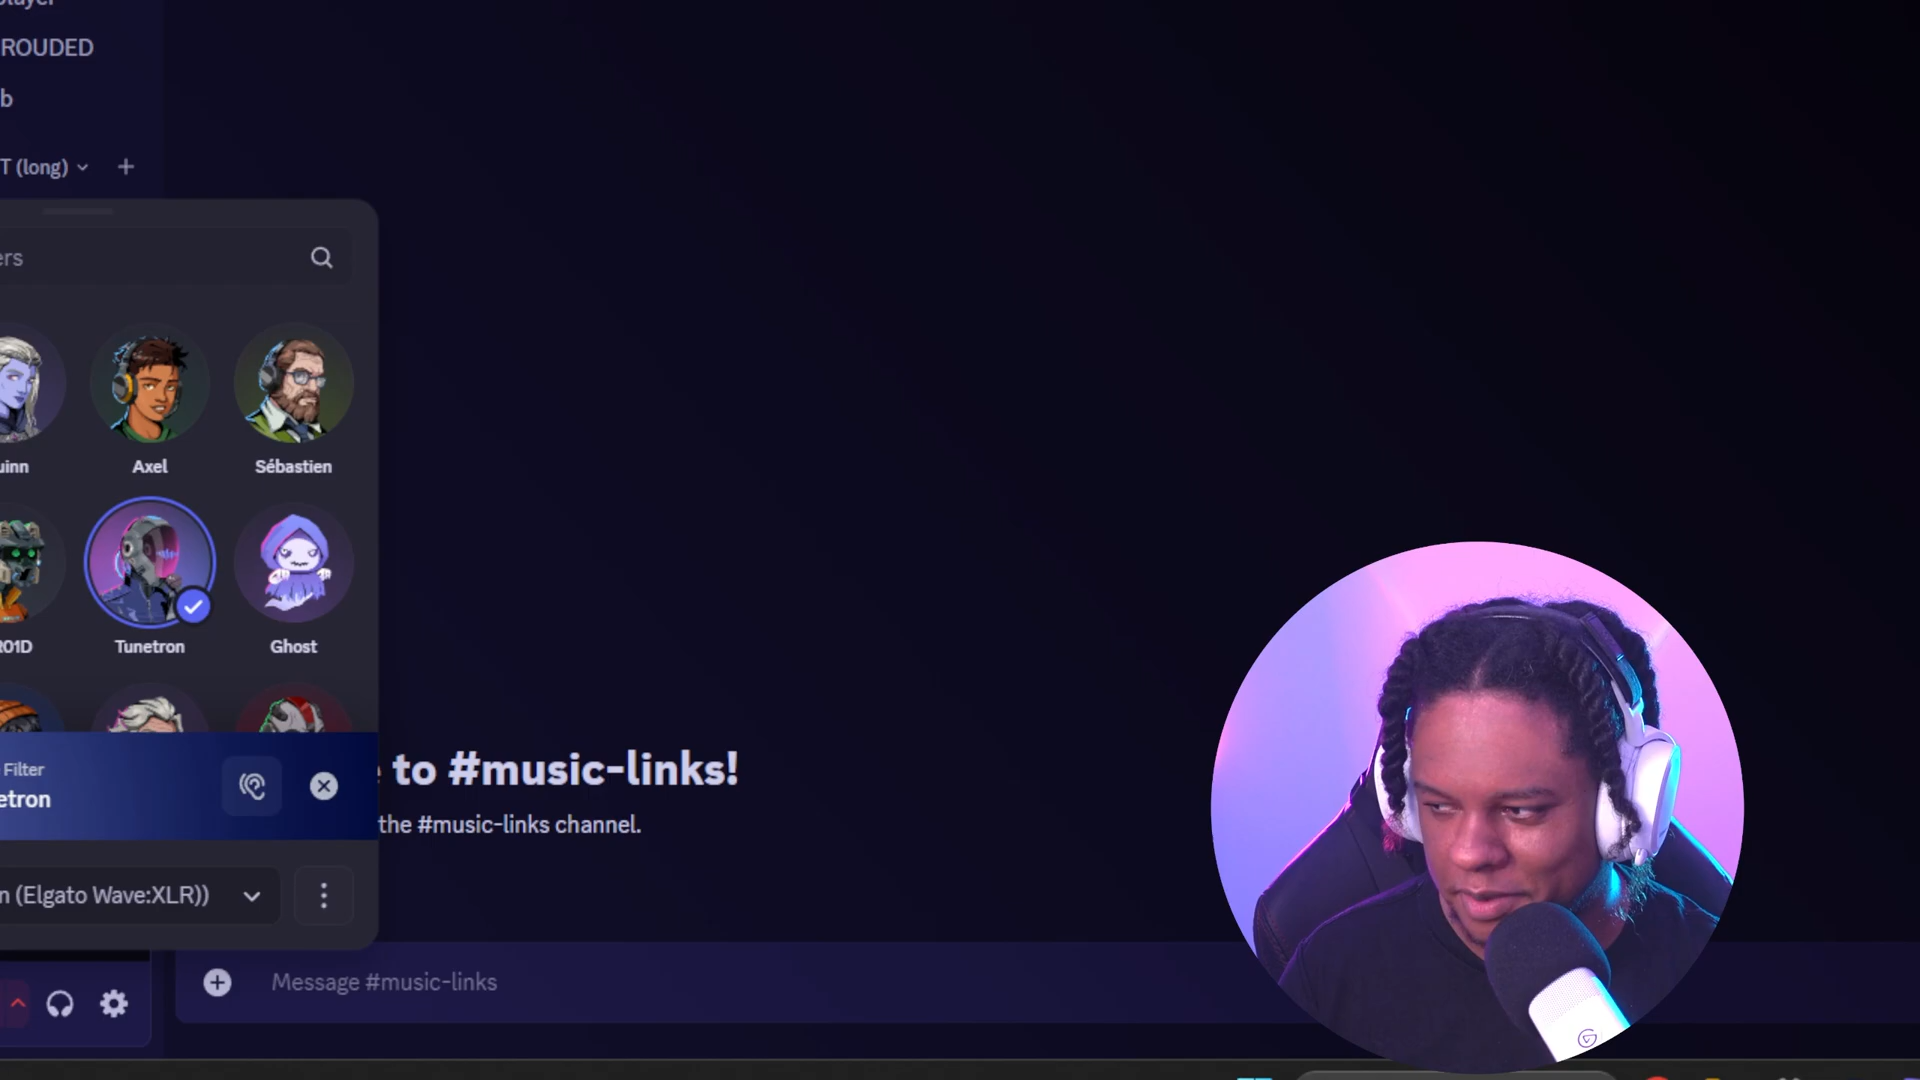 ROUDED
b
T (long)
ers
uinn
Axel
Sébastien
R01D
Tunetron
Ghost
Filter
etron
to #music-links!
the #music-links channel.
n (Elgato Wave:XLR))
Message #music-links